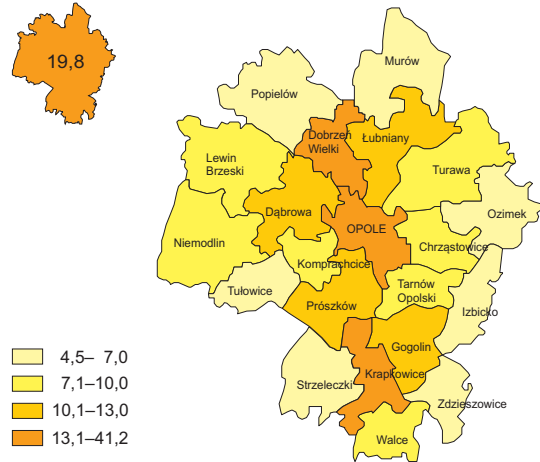 19,8
Murów
Popielów
Dobrzeń
Wielki
Łubniany
Lewin
Brzeski
Turawa
Dąbrowa
Ozimek
OPOLE
Niemodlin
Chrząstowice
Komprachcice
Tułowice
Tarnów
Opolski
Prószków
Izbicko
Gogolin
Krapkowice
Strzeleczki
Zdzieszowice
Walce
4,5– 7,0
7,1–10,0
10,1–13,0
13,1–41,2